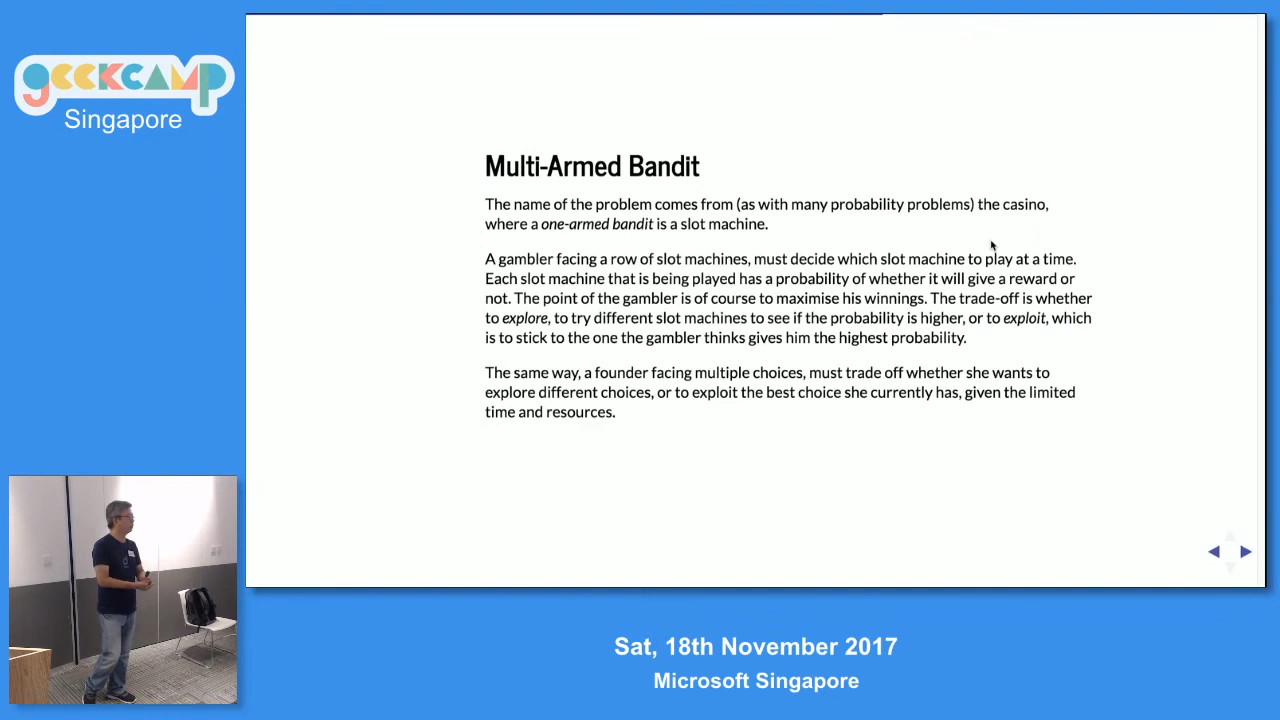 geekcamp
Singapore
Multi-Armed Bandit
The name of the problem comes from (as with many probability problems) the casino,
where a one-armed bandit is a slot machine.
A gambler facing a row of slot machines, must decide which slot machine to play at a time.
Each slot machine that is being played has a probability of whether it will give a reward or
not. The point of the gambler is of course to maximise his winnings. The trade-off is whether
to explore, to try different slot machines to see if the probability is higher, or to exploit, which
is to stick to the one the gambler thinks gives him the highest probability.
The same way, a founder facing multiple choices, must trade off whether she wants to
explore different choices, or to exploit the best choice she currently has, given the limited
time and resources.
Sat, 18th November 2017
Microsoft Singapore